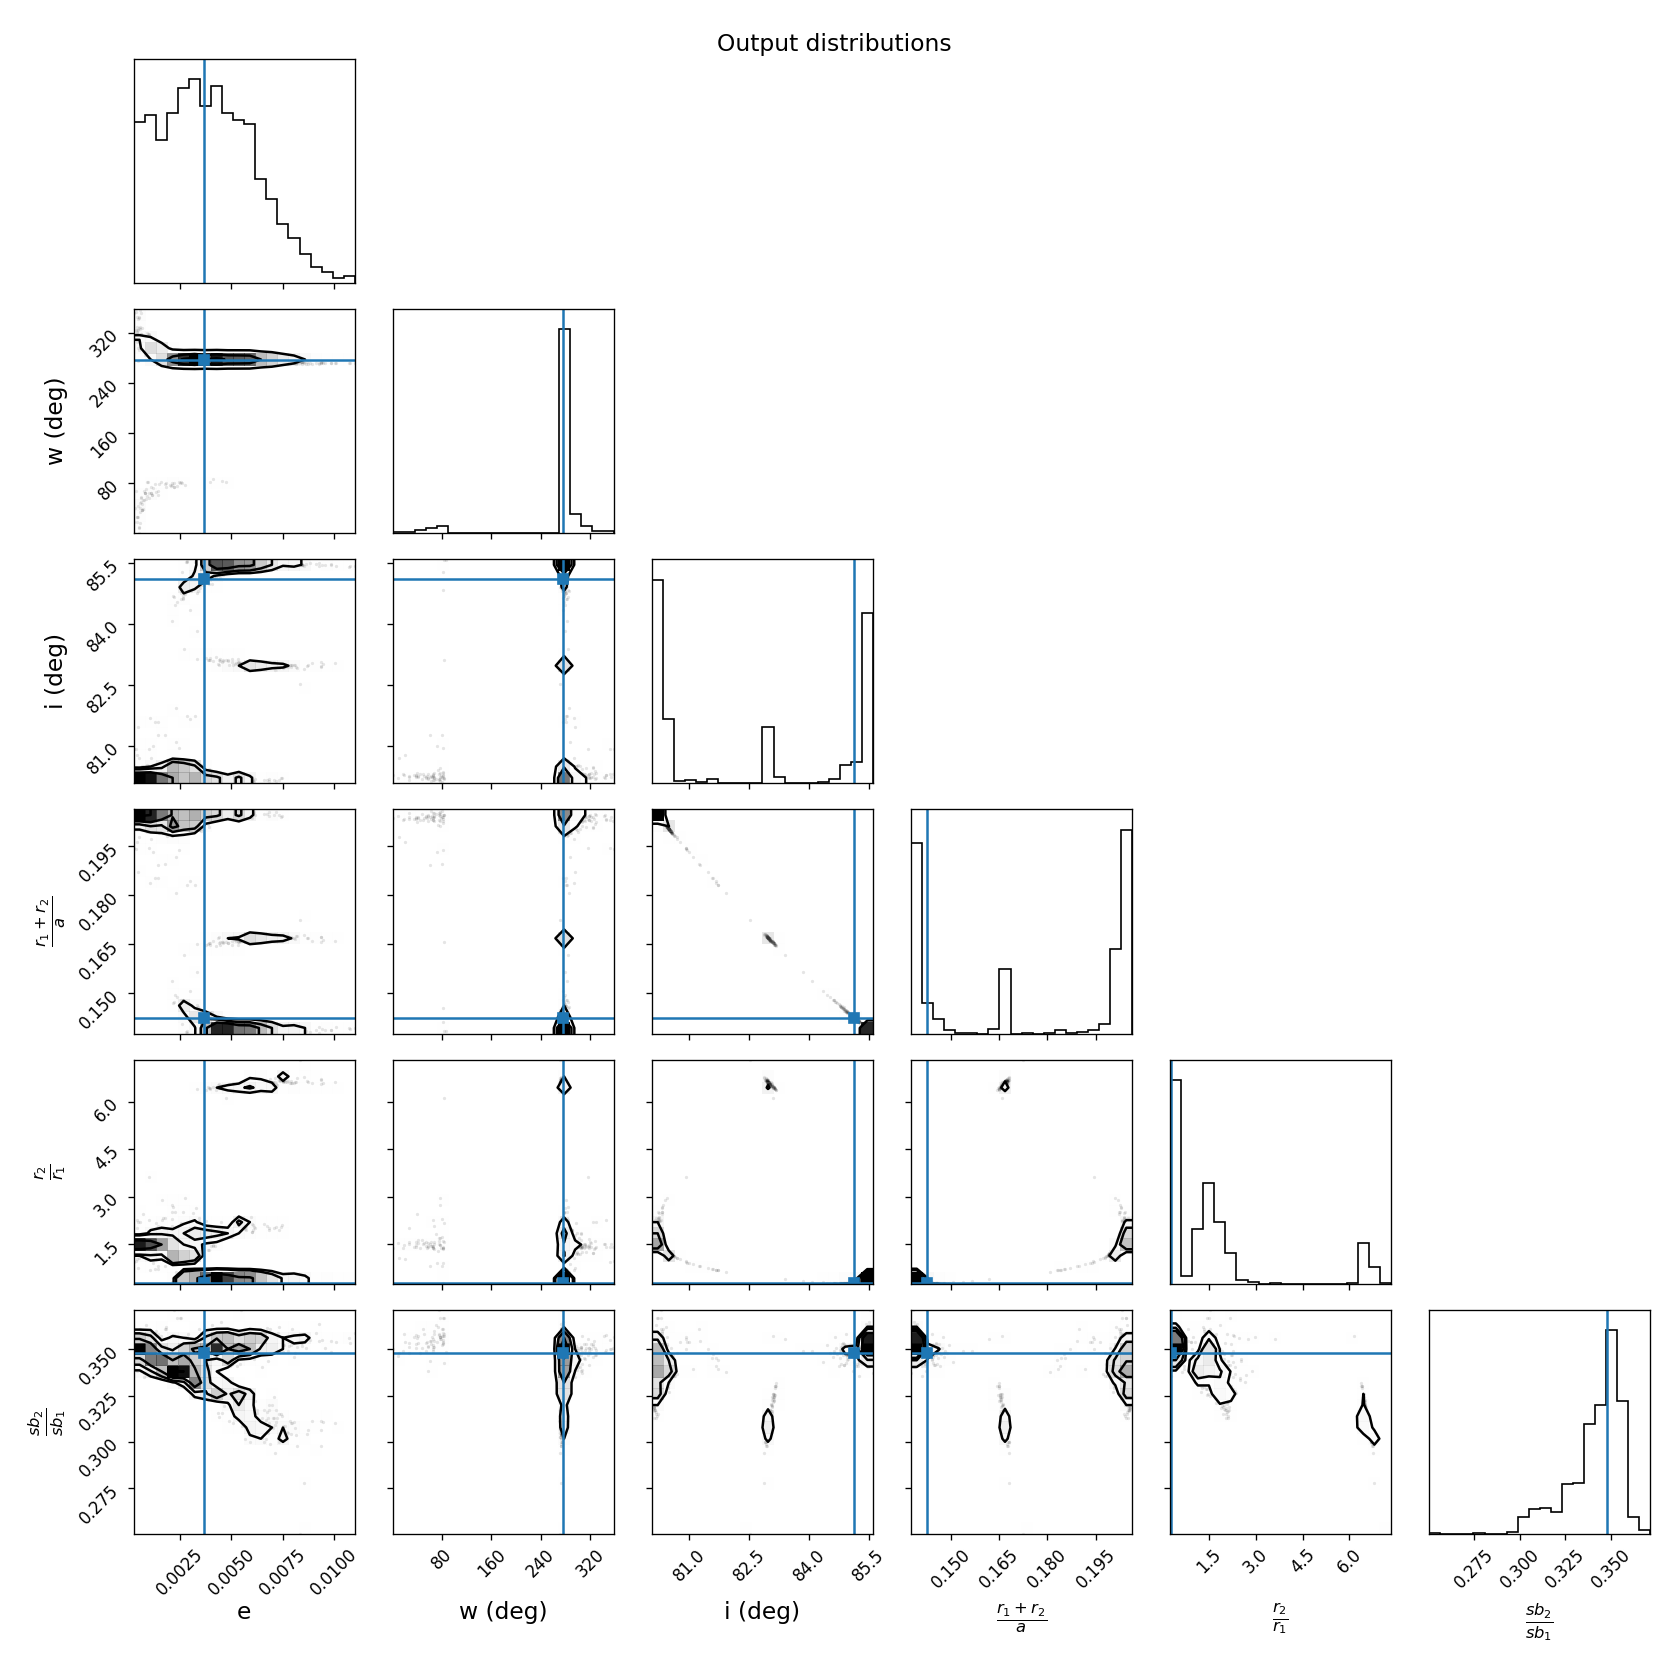 Output distributions
320
240
160
80
w (deg)
85.5
84.0
82.5
81.0
i (deg)
0.195
0.180
0.165
0.150
r₁ + r₂
a
6.0
4.5
3.0
1.5
r₂
r₁
0.350
0.325
0.300
0.275
sb₂
sb₁
0.0025 0.0050 0.0075 0.0100 80 160 240 320 81.0 82.5 84.0 85.5 0.150 0.165 0.180 0.195 1.5 3.0 4.5 6.0 0.275 0.300 0.325 0.350
e w (deg) i (deg)
r₁ + r₂ r₂ sb₂
a r₁ sb₁